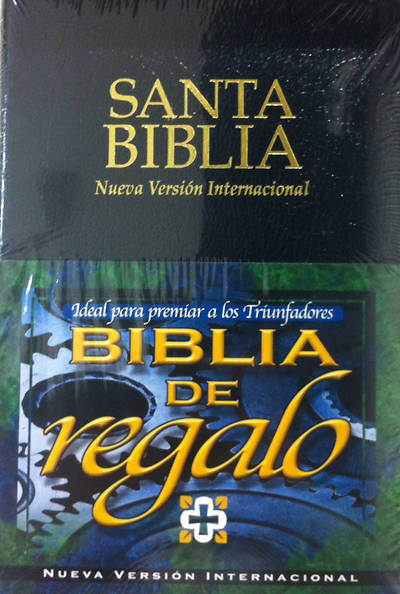 SANTA
BIBLIA
Nueva Versión Internacional
Ideal para premiar a los Triunfadores
BIBLIA
DE
regalo
NUEVA VERSIÓN INTERNACIONAL